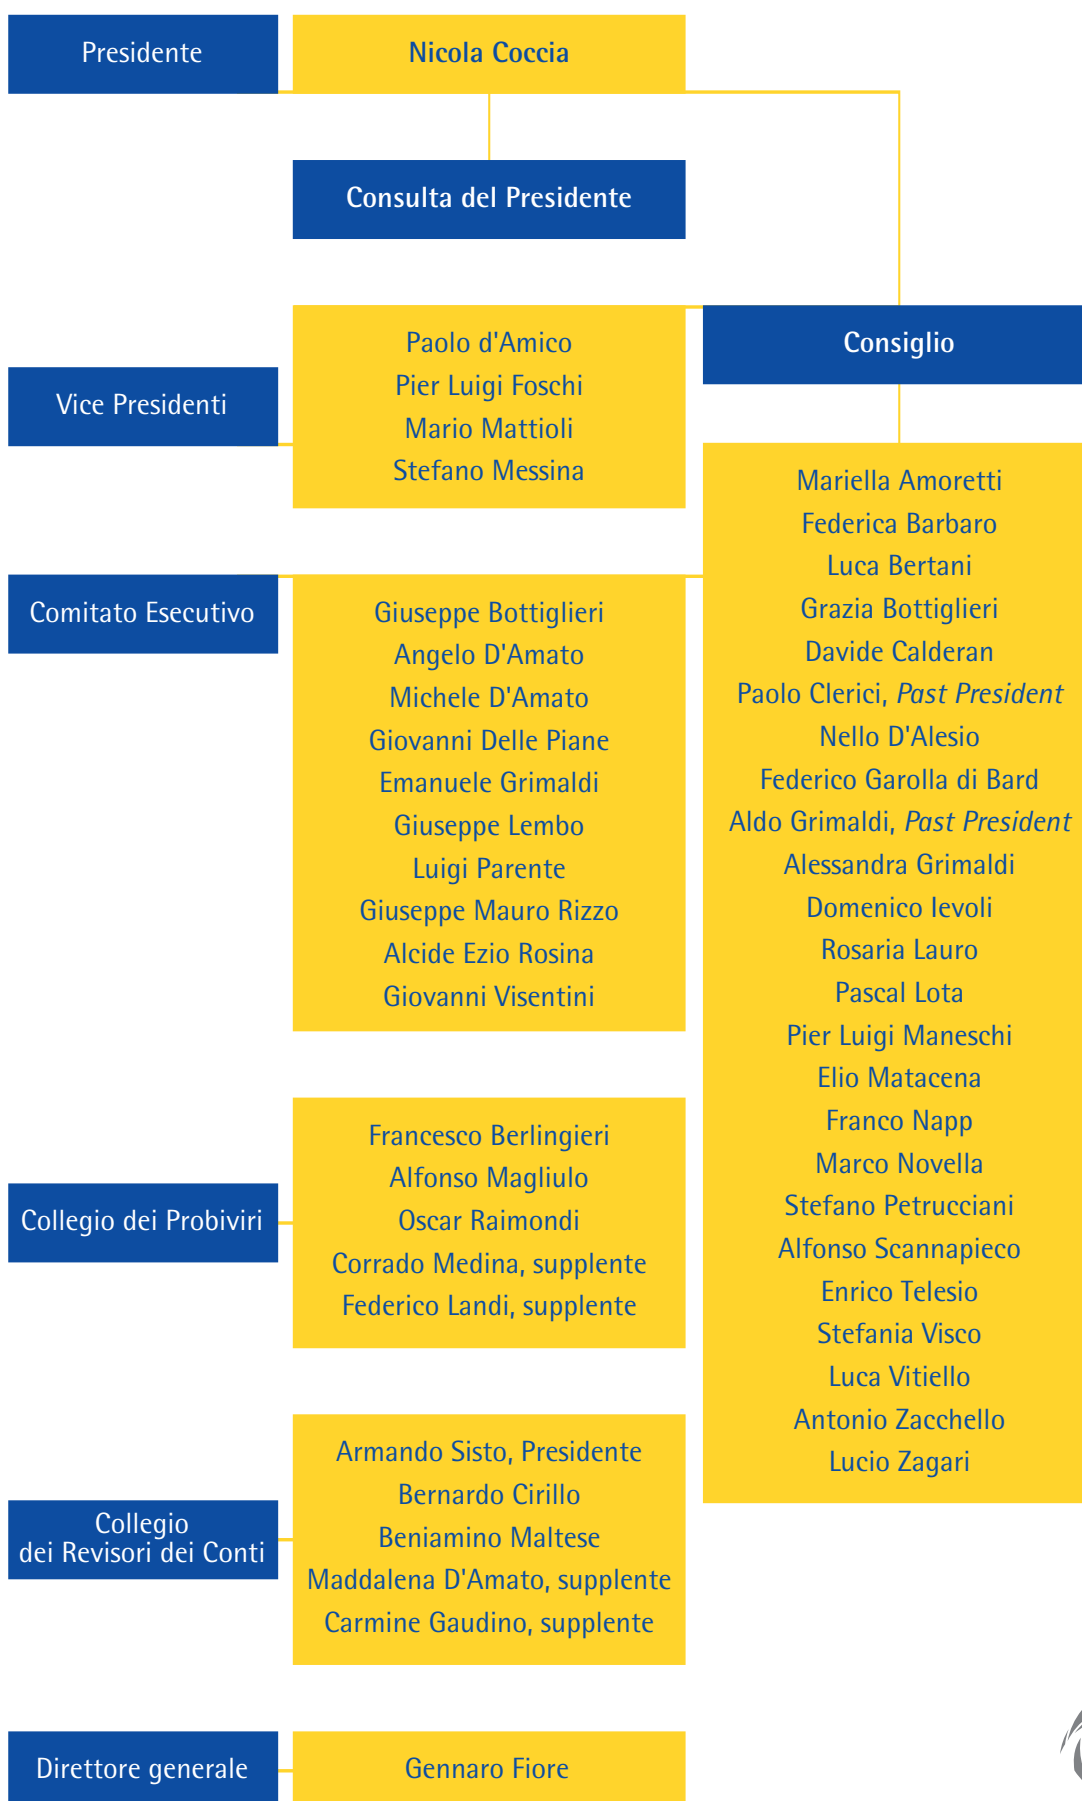 Presidente
Nicola Coccia
Consulta del Presidente
Vice Presidenti
Paolo d'Amico
Pier Luigi Foschi
Mario Mattioli
Stefano Messina
Consiglio
Mariella Amoretti
Federica Barbaro
Luca Bertani
Grazia Bottiglieri
Davide Calderan
Paolo Clerici, Past President
Nello D'Alesio
Federico Garolla di Bard
Aldo Grimaldi, Past President
Alessandra Grimaldi
Domenico Ievoli
Rosaria Lauro
Pascal Lota
Pier Luigi Maneschi
Elio Matacena
Franco Napp
Marco Novella
Stefano Petrucciani
Alfonso Scannapieco
Enrico Telesio
Stefania Visco
Luca Vitiello
Antonio Zacchello
Lucio Zagari
Comitato Esecutivo
Giuseppe Bottiglieri
Angelo D'Amato
Michele D'Amato
Giovanni Delle Piane
Emanuele Grimaldi
Giuseppe Lembo
Luigi Parente
Giuseppe Mauro Rizzo
Alcide Ezio Rosina
Giovanni Visentini
Collegio dei Probiviri
Francesco Berlingieri
Alfonso Magliulo
Oscar Raimondi
Corrado Medina, supplente
Federico Landi, supplente
Collegio
dei Revisori dei Conti
Armando Sisto, Presidente
Bernardo Cirillo
Beniamino Maltese
Maddalena D'Amato, supplente
Carmine Gaudino, supplente
Direttore generale
Gennaro Fiore